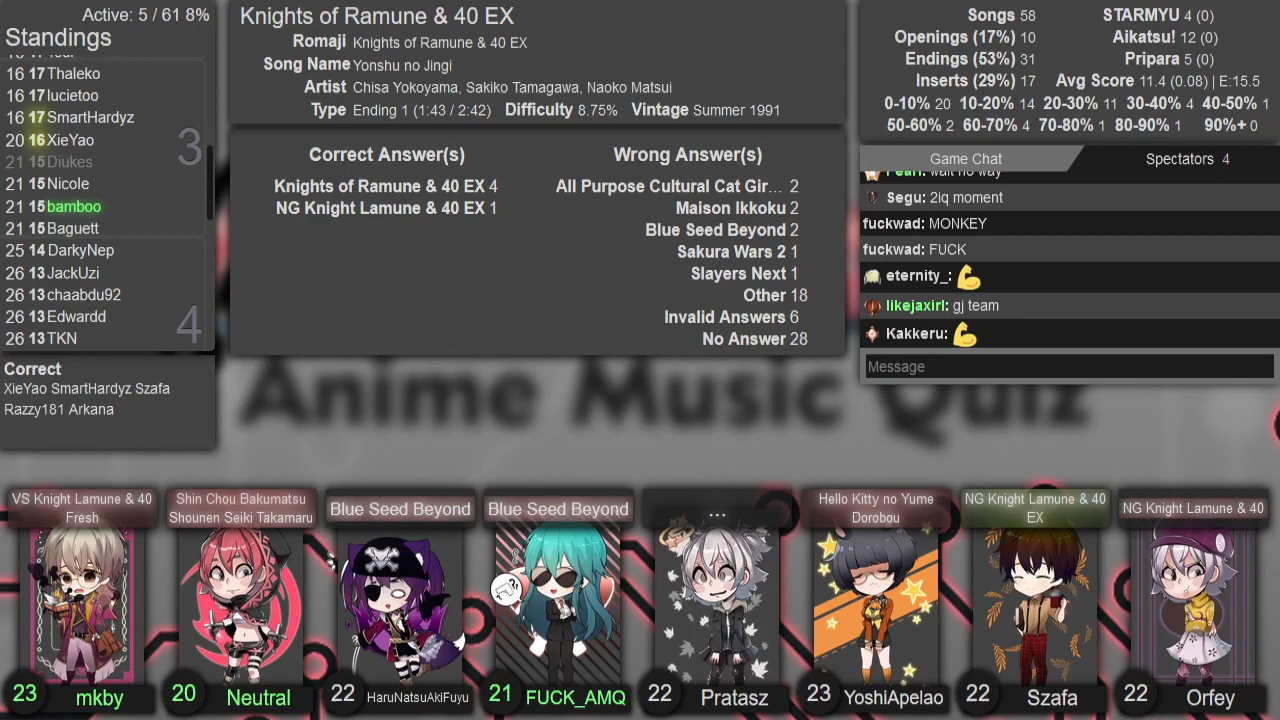 Active: 5 / 61 8%
Standings
16 17 Thaleko
16 17 lucietoo
16 17 SmartHardyz
20 16 XieYao
21 15 Diukes
21 15 Nicole
21 15 bamboo
21 15 Baguett
3
25 14 DarkyNep
26 13 JackUzi
26 13 chaabdu92
26 13 Edwardd
26 13 TKN
4
Correct
XieYao SmartHardyz Szafa
Razzy181 Arkana
Knights of Ramune & 40 EX
Romaji Knights of Ramune & 40 EX
Song Name Yonshu no Jingi
Artist Chisa Yokoyama, Sakiko Tamagawa, Naoko Matsui
Type Ending 1 (1:43 / 2:42) Difficulty 8.75% Vintage Summer 1991
Correct Answer(s)
Knights of Ramune & 40 EX 4
NG Knight Lamune & 40 EX 1
Wrong Answer(s)
All Purpose Cultural Cat Gir... 2
Maison Ikkoku 2
Blue Seed Beyond 2
Sakura Wars 2 1
Slayers Next 1
Other 18
Invalid Answers 6
No Answer 28
Songs 58
Openings (17%) 10
Endings (53%) 31
Inserts (29%) 17
STARMYU 4 (0)
Aikatsu! 12 (0)
Pripara 5 (0)
Avg Score 11.4 (0.08) | E:15.5
0-10% 20 10-20% 14 20-30% 11 30-40% 4 40-50% 1
50-60% 2 60-70% 4 70-80% 1 80-90% 1 90%+ 0
Game Chat
Spectators 4
Pearl: wait no way
Segu: 2iq moment
fuckwad: MONKEY
fuckwad: FUCK
eternity_: 💪
likejaxirl: gj team
Kakkeru: 💪
Message
Anime Music Quiz
VS Knight Lamune & 40
Fresh
Shin Chou Bakumatsu
Shounen Seiki Takamaru
Blue Seed Beyond
Blue Seed Beyond
...
Hello Kitty no Yume
Dorobou
NG Knight Lamune & 40
EX
NG Knight Lamune & 40
23 mkby
20 Neutral
22 HaruNatsuAkiFuyu
21 FUCK_AMQ
22 Pratasz
23 YoshiApelao
22 Szafa
22 Orfey